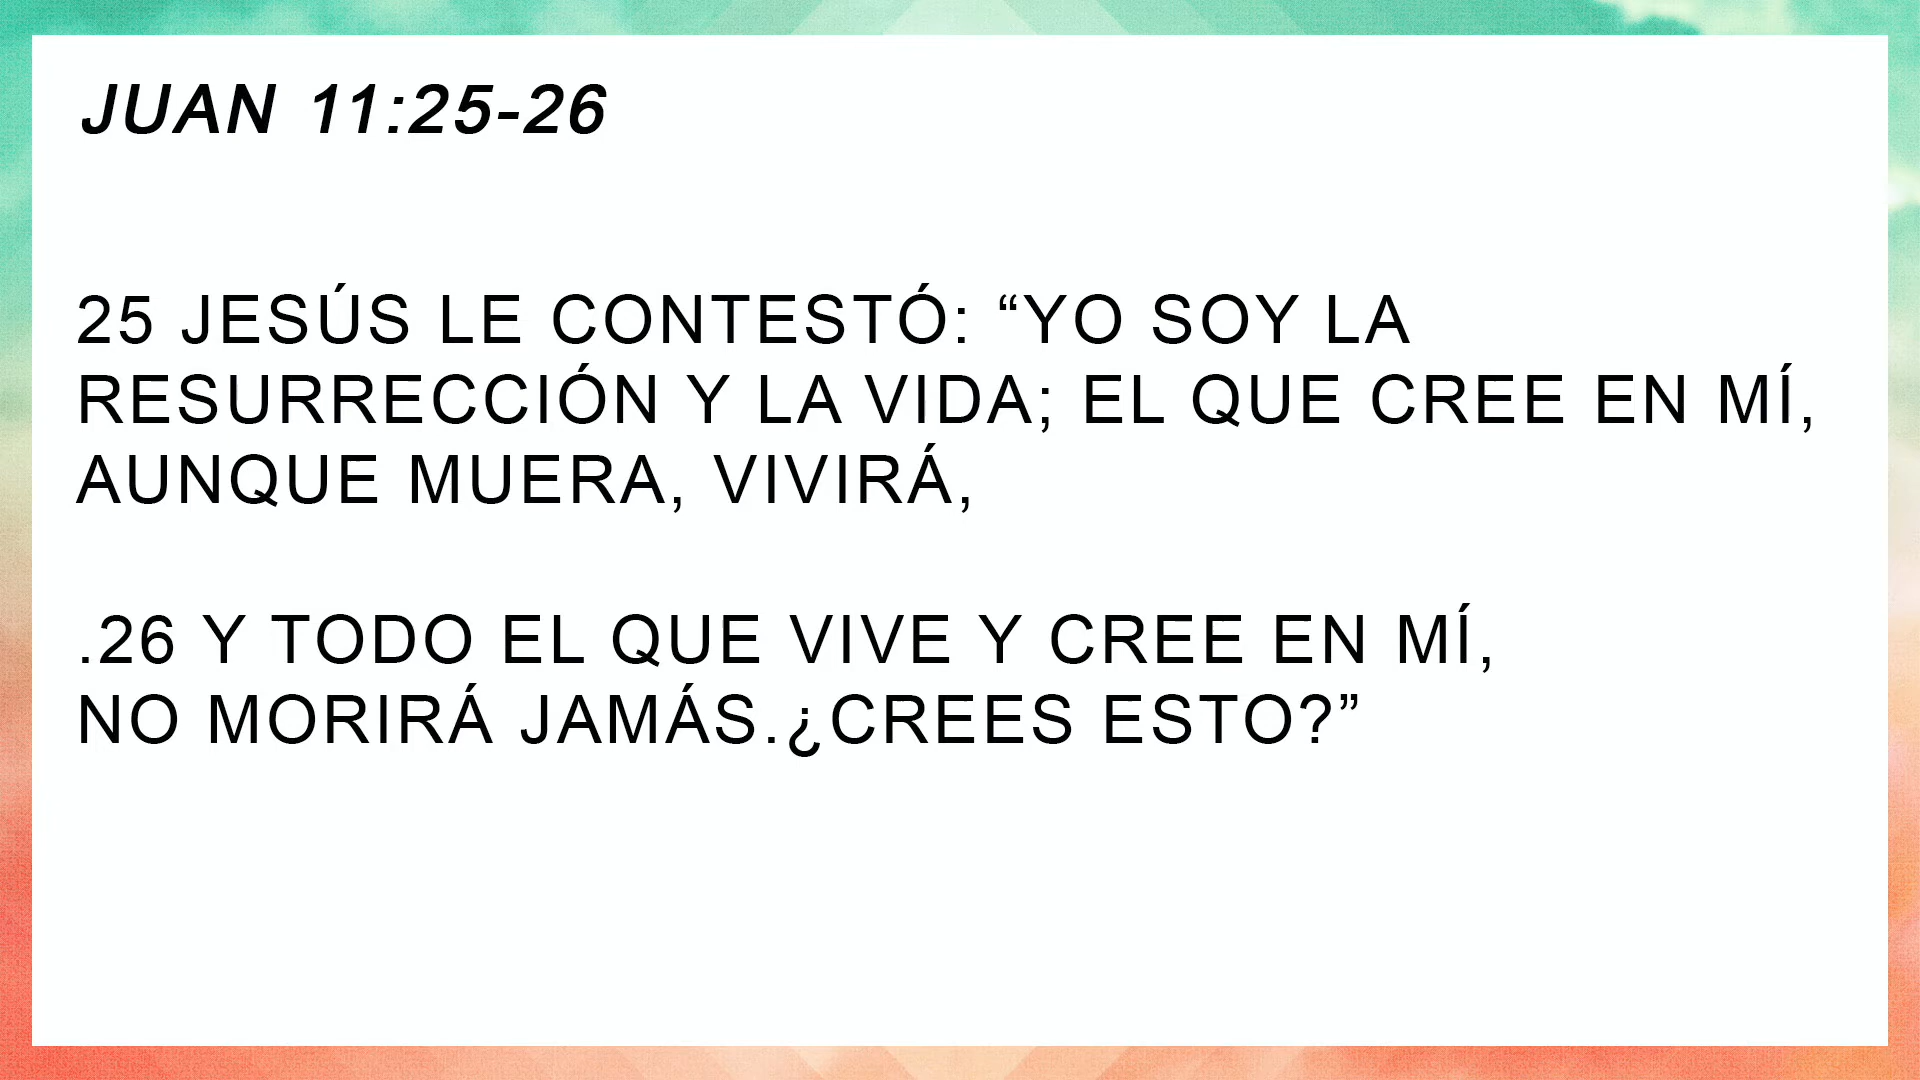 JUAN 11:25-26
25 JESÚS LE CONTESTÓ: “YO SOY LA
RESURRECCIÓN Y LA VIDA; EL QUE CREE EN MÍ,
AUNQUE MUERA, VIVIRÁ,
.26 Y TODO EL QUE VIVE Y CREE EN MÍ,
NO MORIRÁ JAMÁS.¿CREES ESTO?”